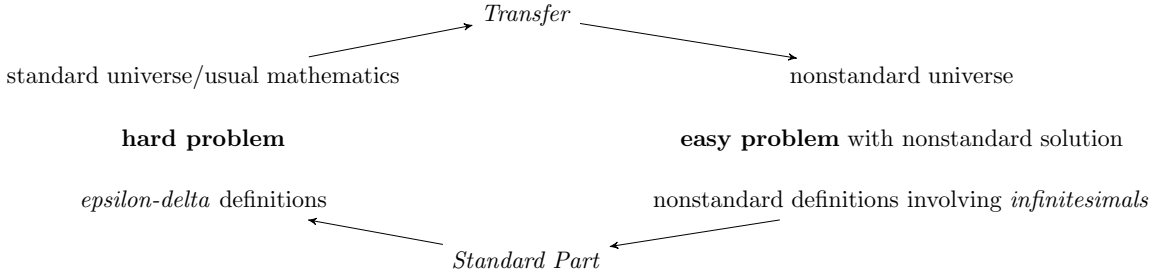 Transfer
standard universe/usual mathematics
nonstandard universe
hard problem
easy problem with nonstandard solution
epsilon-delta definitions
nonstandard definitions involving infinitesimals
Standard Part